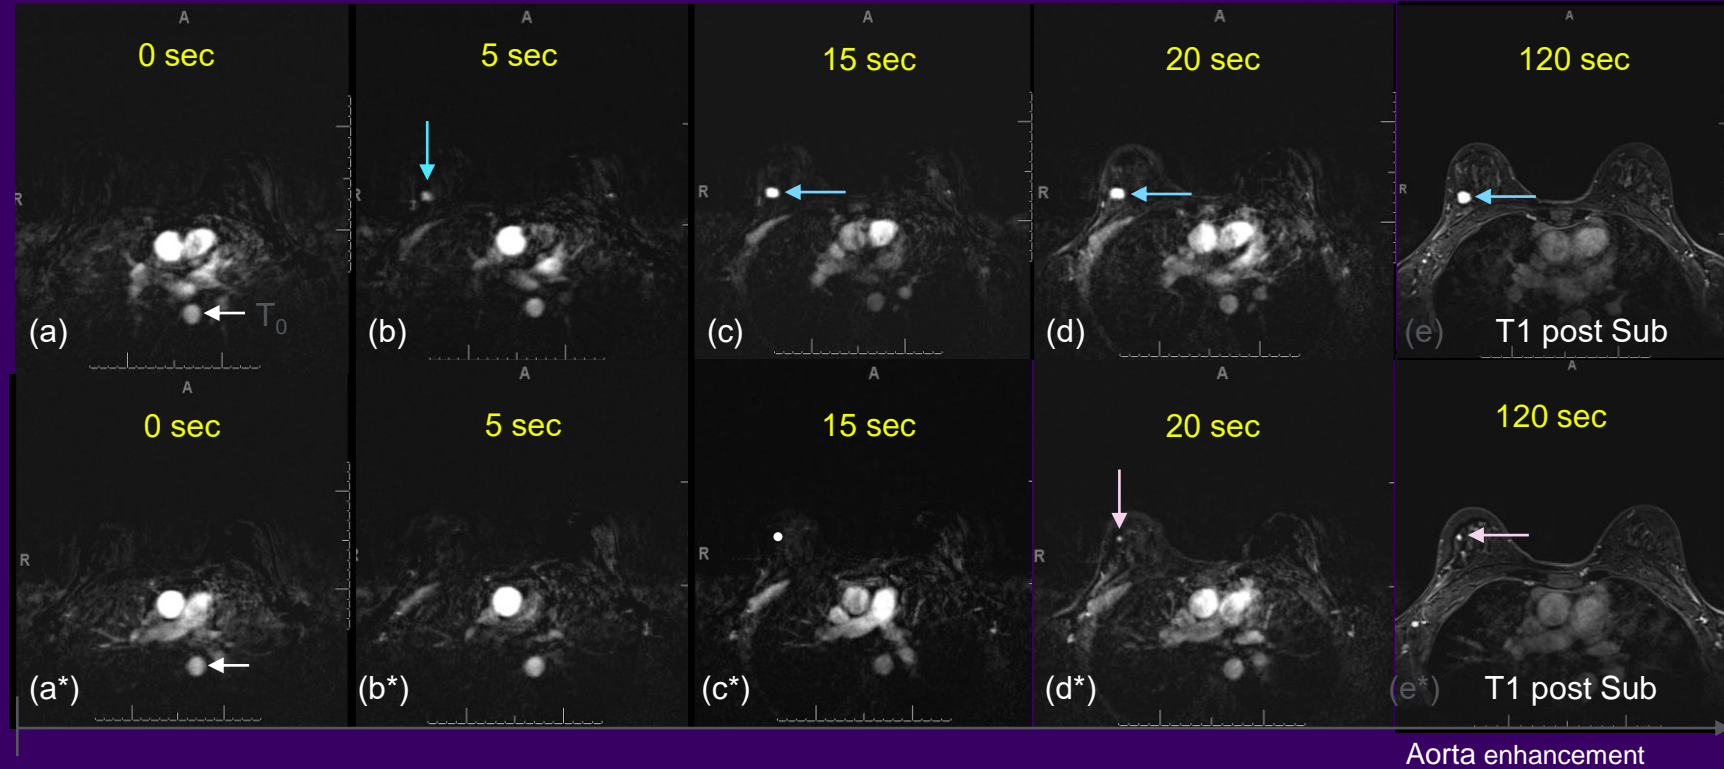 A A A A A
0 sec 5 sec 15 sec 20 sec 120 sec
R R R R R
T0
(a) (b) (c) (d) (e) T1 post Sub
A A A A A
0 sec 5 sec 15 sec 20 sec 120 sec
R R R R R
(a*) (b*) (c*) (d*) (e*) T1 post Sub
Aorta enhancement